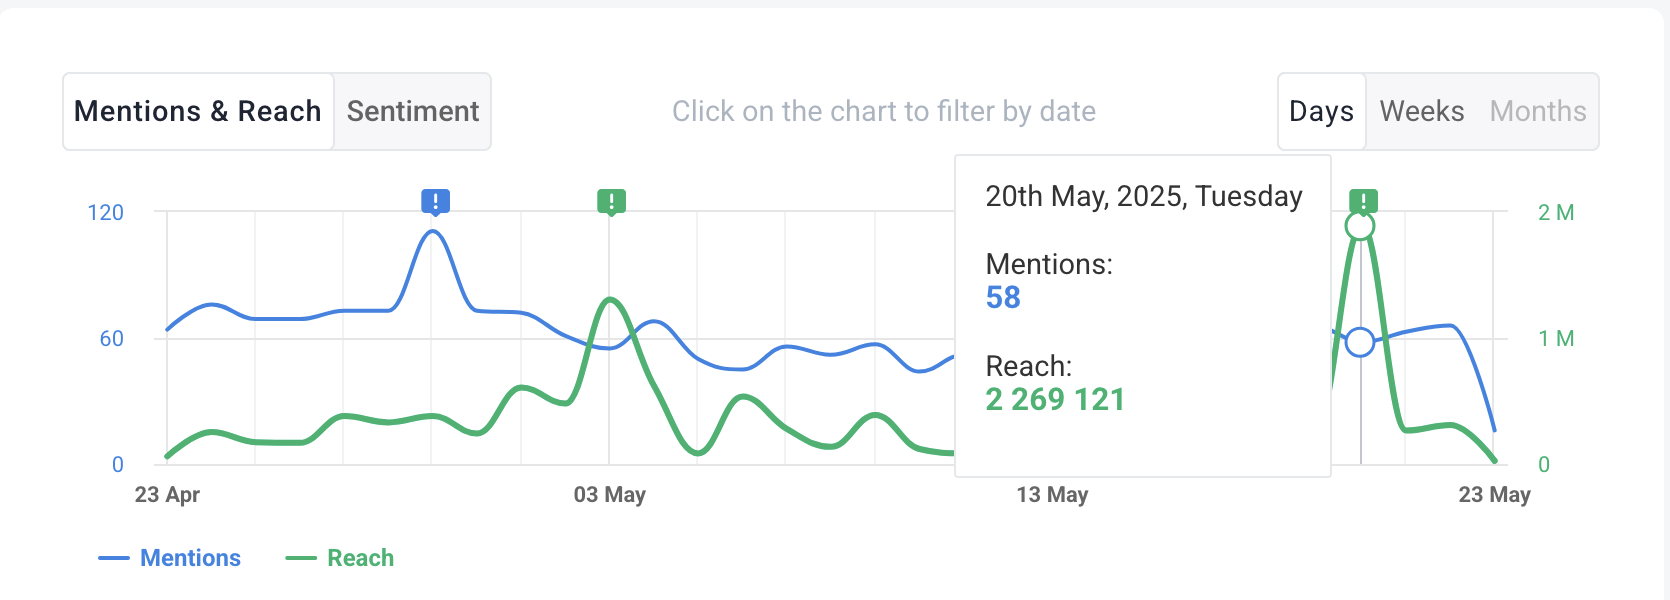 Mentions & Reach Sentiment
Click on the chart to filter by date
Days Weeks Months
20th May, 2025, Tuesday
Mentions:
58
Reach:
2 269 121
120
60
0
2 M
1 M
0
23 Apr 03 May 13 May 23 May
Mentions Reach